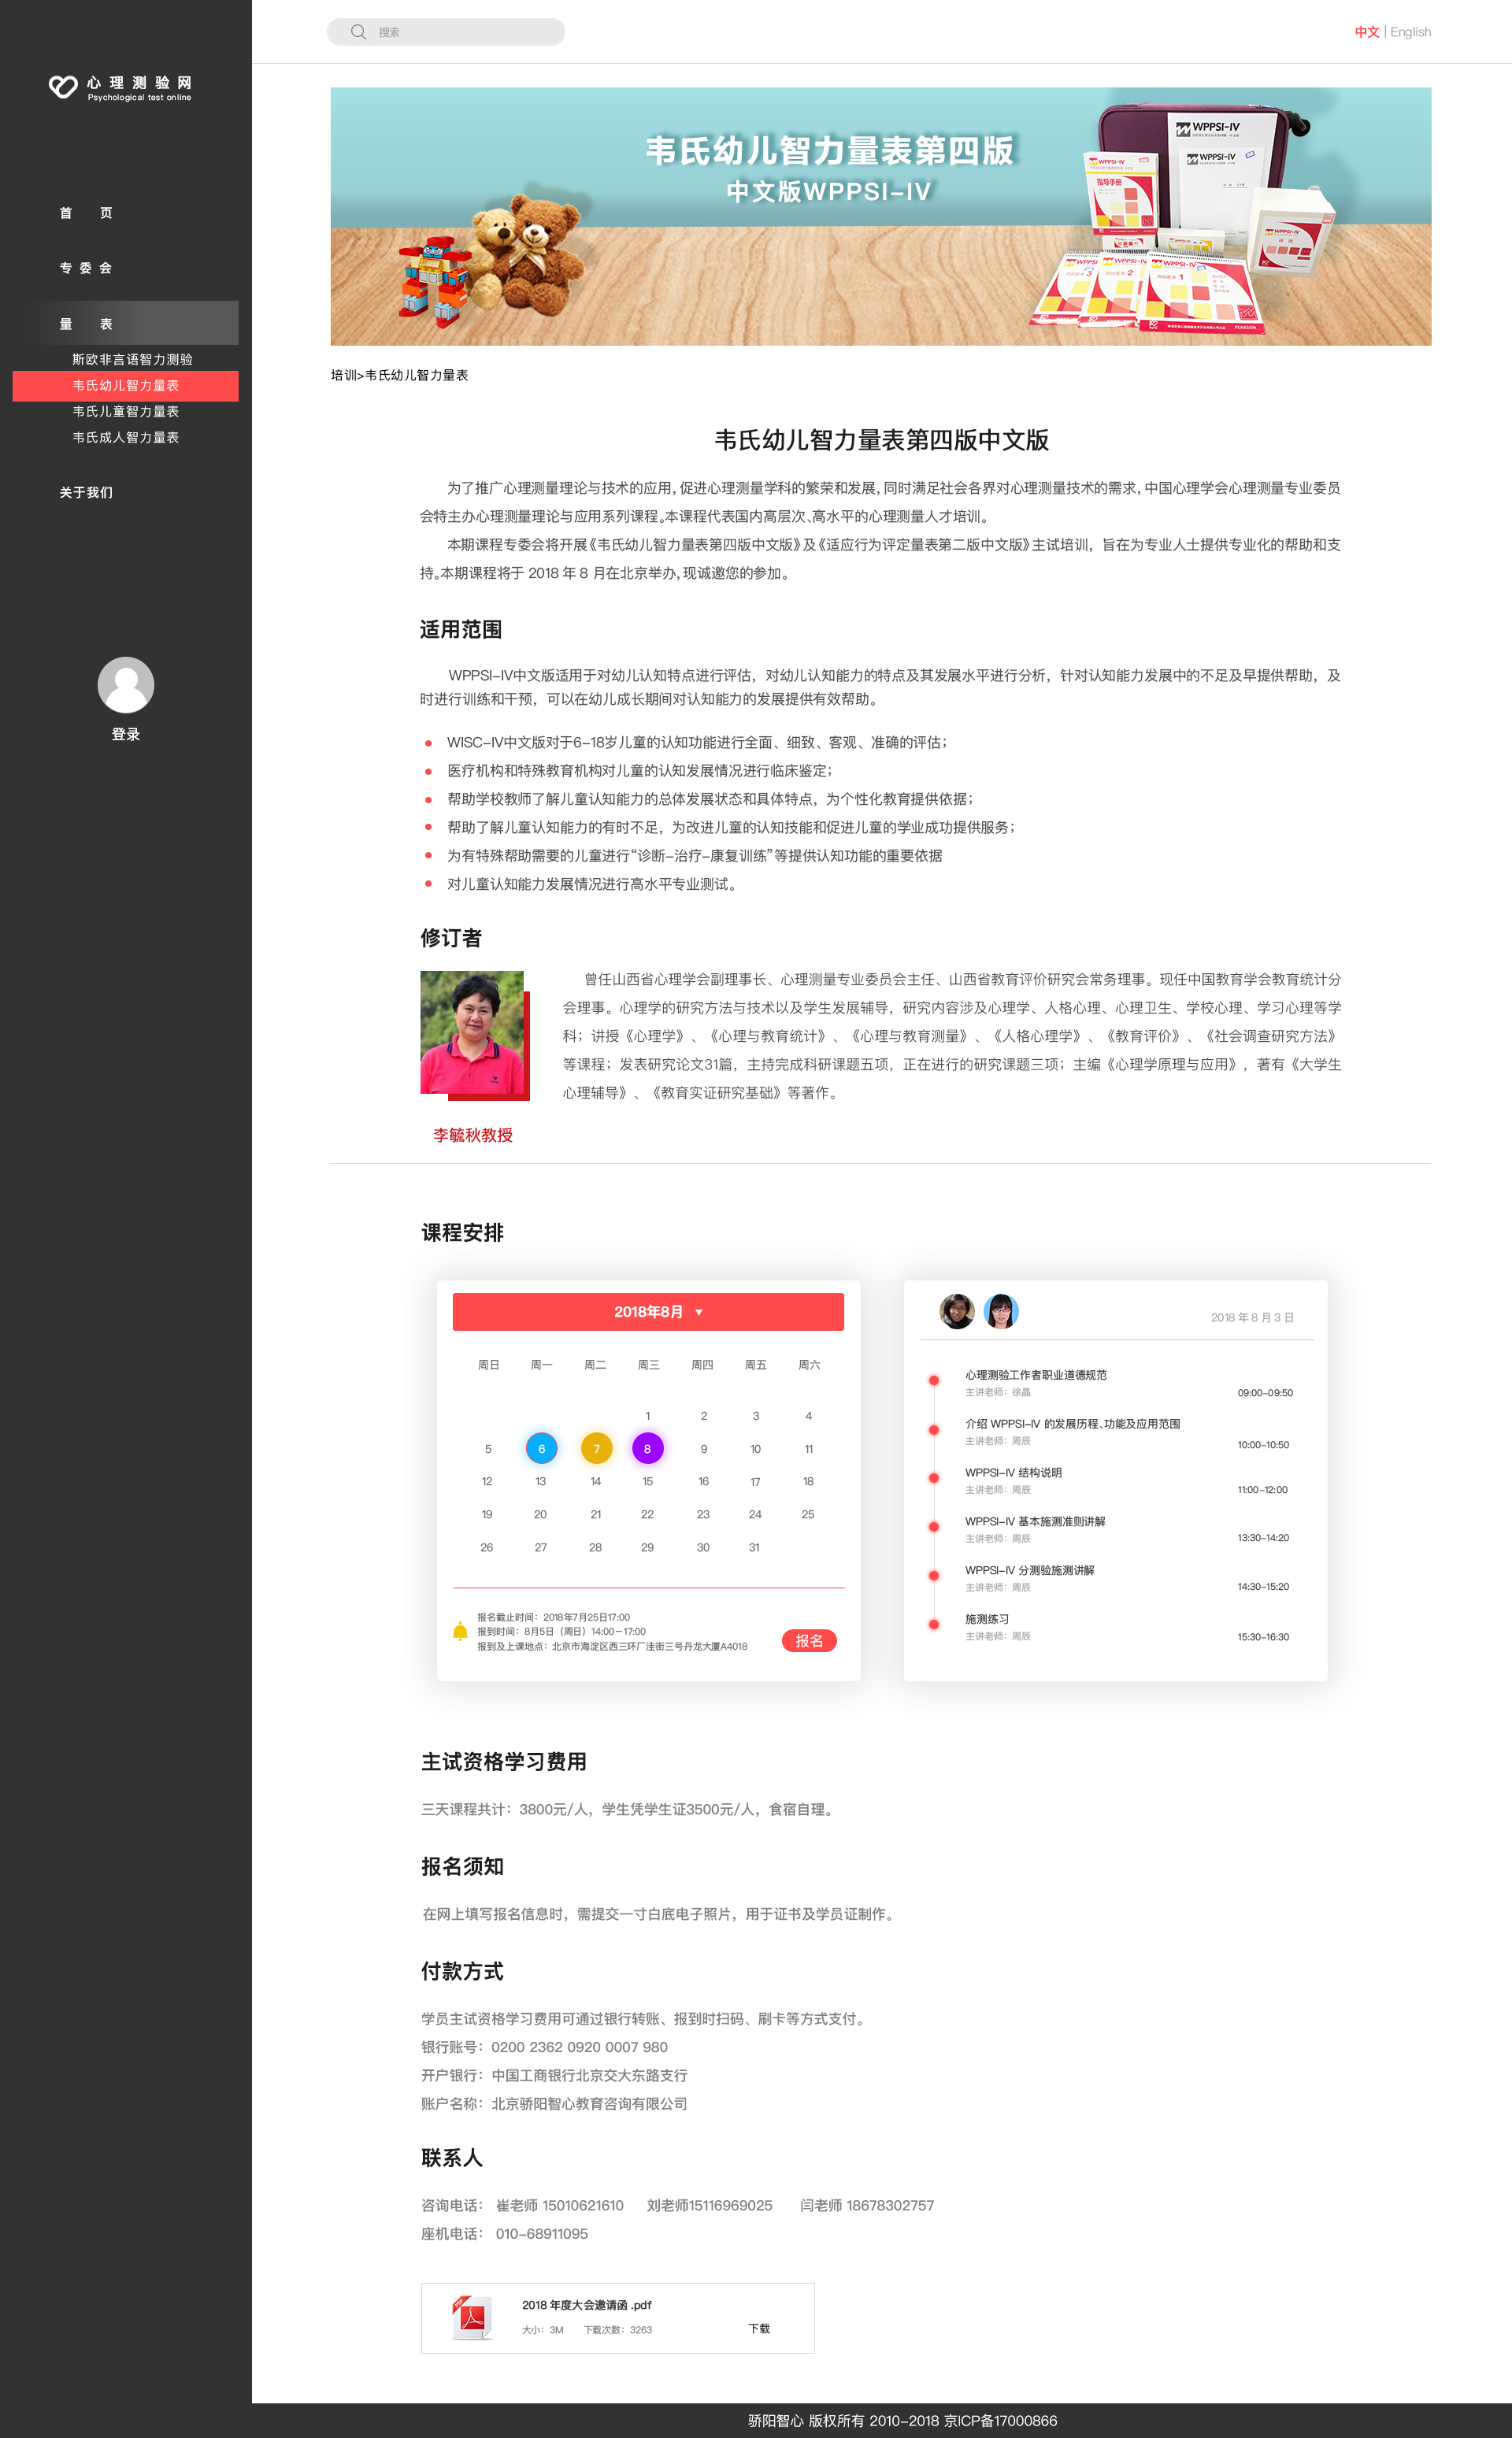 心理测验网
Psychological test online
首 页
专 委 会
量 表
斯欧非言语智力测验
韦氏幼儿智力量表
韦氏儿童智力量表
韦氏成人智力量表
关于我们
登录
搜索
中文 | English
韦氏幼儿智力量表第四版
中文版WPPSI-IV
WPPSI-IV
WPPSI-IV
WPPSI-IV
指导手册
WPPSI-IV
3
2
1
PEARSON
培训>韦氏幼儿智力量表
韦氏幼儿智力量表第四版中文版
为了推广心理测量理论与技术的应用，促进心理测量学科的繁荣和发展，同时满足社会各界对心理测量技术的需求，中国心理学会心理测量专业委员
会特主办心理测量理论与应用系列课程。本课程代表国内高层次、高水平的心理测量人才培训。
本期课程专委会将开展《韦氏幼儿智力量表第四版中文版》及《适应行为评定量表第二版中文版》主试培训，旨在为专业人士提供专业化的帮助和支
持。本期课程将于 2018 年 8 月在北京举办，现诚邀您的参加。
适用范围
WPPSI-IV中文版适用于对幼儿认知特点进行评估，对幼儿认知能力的特点及其发展水平进行分析，针对认知能力发展中的不足及早提供帮助，及
时进行训练和干预，可以在幼儿成长期间对认知能力的发展提供有效帮助。
WISC-IV中文版对于6-18岁儿童的认知功能进行全面、细致、客观、准确的评估；
医疗机构和特殊教育机构对儿童的认知发展情况进行临床鉴定；
帮助学校教师了解儿童认知能力的总体发展状态和具体特点，为个性化教育提供依据；
帮助了解儿童认知能力的有时不足，为改进儿童的认知技能和促进儿童的学业成功提供服务；
为有特殊帮助需要的儿童进行“诊断-治疗-康复训练”等提供认知功能的重要依据
对儿童认知能力发展情况进行高水平专业测试。
修订者
曾任山西省心理学会副理事长、心理测量专业委员会主任、山西省教育评价研究会常务理事。现任中国教育学会教育统计分
会理事。心理学的研究方法与技术以及学生发展辅导，研究内容涉及心理学、人格心理、心理卫生、学校心理、学习心理等学
科；讲授《心理学》、《心理与教育统计》、《心理与教育测量》、《人格心理学》、《教育评价》、《社会调查研究方法》
等课程；发表研究论文31篇，主持完成科研课题五项，正在进行的研究课题三项；主编《心理学原理与应用》，著有《大学生
心理辅导》、《教育实证研究基础》等著作。
李毓秋教授
课程安排
2018年8月 ▼
周日 周一 周二 周三 周四 周五 周六
1 2 3 4
5 6 7 8 9 10 11
12 13 14 15 16 17 18
19 20 21 22 23 24 25
26 27 28 29 30 31
报名截止时间：2018年7月25日17:00
报到时间：8月5日（周日）14:00-17:00
报到及上课地点：北京市海淀区西三环厂洼街三号丹龙大厦A4018
报名
2018 年 8 月 3 日
心理测验工作者职业道德规范
主讲老师：徐晶
09:00-09:50
介绍 WPPSI-IV 的发展历程、功能及应用范围
主讲老师：周辰
10:00-10:50
WPPSI-IV 结构说明
主讲老师：周辰
11:00-12:00
WPPSI-IV 基本施测准则讲解
主讲老师：周辰
13:30-14:20
WPPSI-IV 分测验施测讲解
主讲老师：周辰
14:30-15:20
施测练习
主讲老师：周辰
15:30-16:30
主试资格学习费用
三天课程共计：3800元/人，学生凭学生证3500元/人，食宿自理。
报名须知
在网上填写报名信息时，需提交一寸白底电子照片，用于证书及学员证制作。
付款方式
学员主试资格学习费用可通过银行转账、报到时扫码、刷卡等方式支付。
银行账号：0200 2362 0920 0007 980
开户银行：中国工商银行北京交大东路支行
账户名称：北京骄阳智心教育咨询有限公司
联系人
咨询电话： 崔老师 15010621610 刘老师15116969025 闫老师 18678302757
座机电话： 010-68911095
2018 年度大会邀请函 .pdf
大小：3M 下载次数：3263
下载
骄阳智心 版权所有 2010-2018 京ICP备17000866